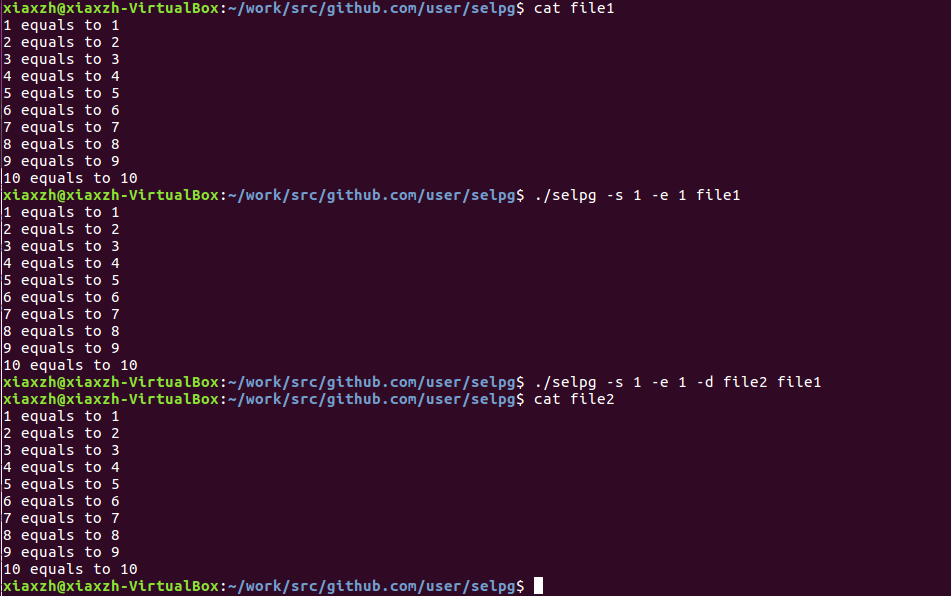 xiaxzh@xiaxzh-VirtualBox:~/work/src/github.com/user/selpg$ cat file1
1 equals to 1
2 equals to 2
3 equals to 3
4 equals to 4
5 equals to 5
6 equals to 6
7 equals to 7
8 equals to 8
9 equals to 9
10 equals to 10
xiaxzh@xiaxzh-VirtualBox:~/work/src/github.com/user/selpg$ ./selpg -s 1 -e 1 file1
1 equals to 1
2 equals to 2
3 equals to 3
4 equals to 4
5 equals to 5
6 equals to 6
7 equals to 7
8 equals to 8
9 equals to 9
10 equals to 10
xiaxzh@xiaxzh-VirtualBox:~/work/src/github.com/user/selpg$ ./selpg -s 1 -e 1 -d file2 file1
xiaxzh@xiaxzh-VirtualBox:~/work/src/github.com/user/selpg$ cat file2
1 equals to 1
2 equals to 2
3 equals to 3
4 equals to 4
5 equals to 5
6 equals to 6
7 equals to 7
8 equals to 8
9 equals to 9
10 equals to 10
xiaxzh@xiaxzh-VirtualBox:~/work/src/github.com/user/selpg$